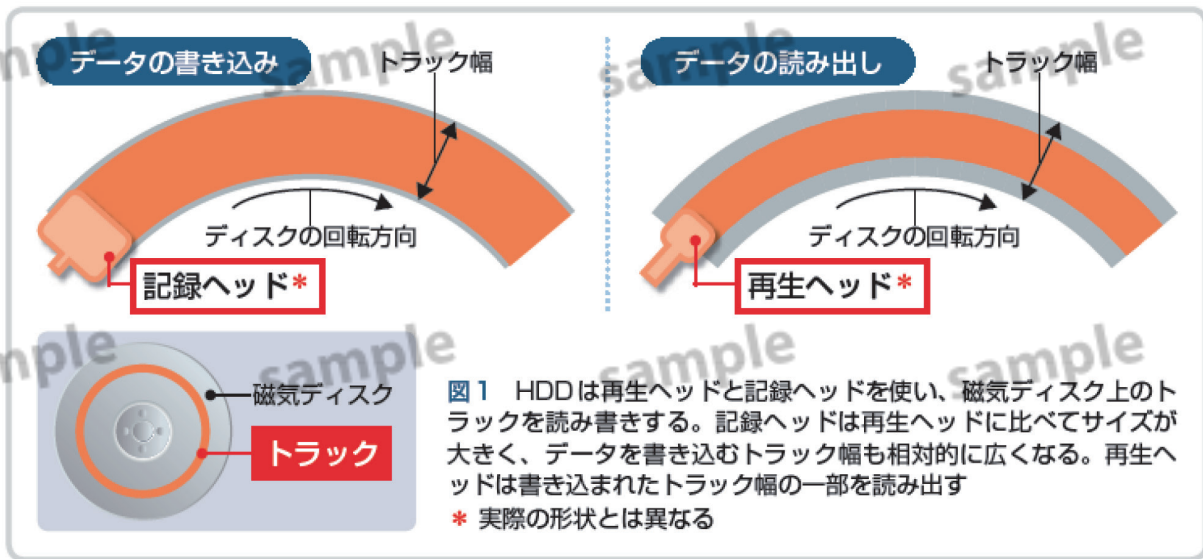 データの書き込み
トラック幅
ディスクの回転方向
記録ヘッド*
データの読み出し
トラック幅
ディスクの回転方向
再生ヘッド*
磁気ディスク
トラック
図1　HDDは再生ヘッドと記録ヘッドを使い、磁気ディスク上のト
ラックを読み書きする。記録ヘッドは再生ヘッドに比べてサイズが
大きく、データを書き込むトラック幅も相対的に広くなる。再生ヘ
ッドは書き込まれたトラック幅の一部を読み出す
* 実際の形状とは異なる
mple
sample
sample
sample
mple
sample
sample
sample